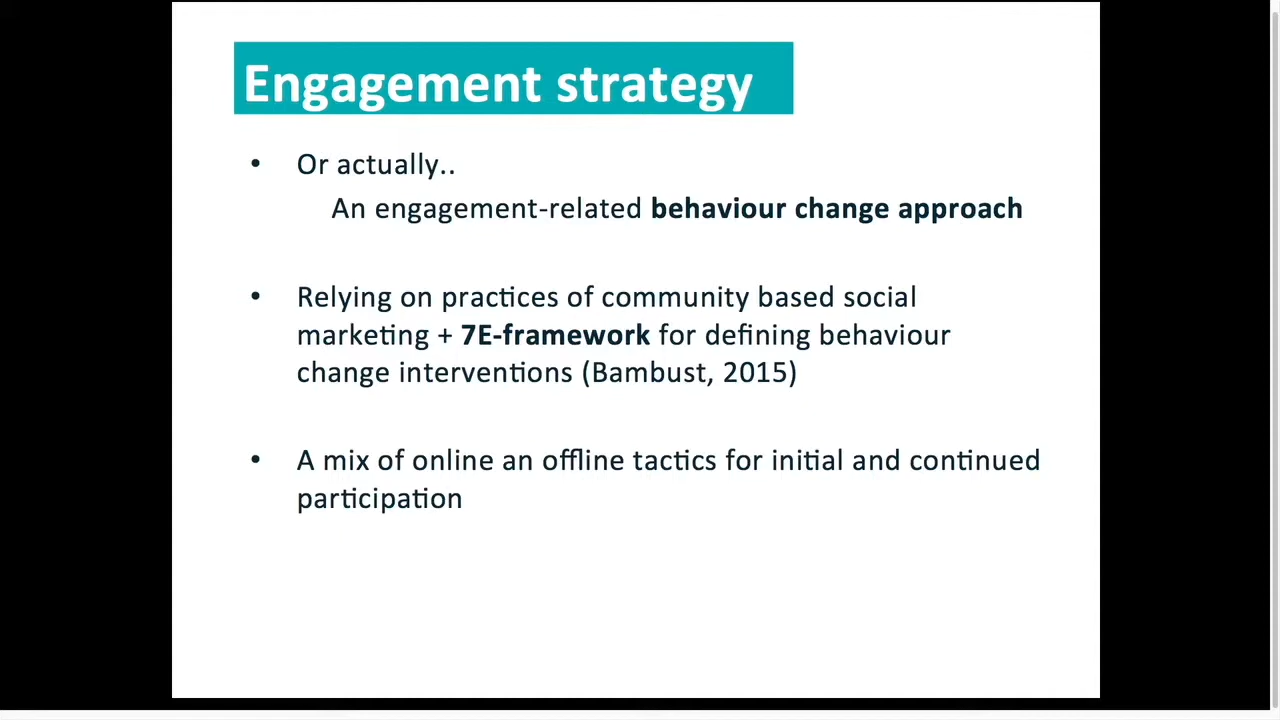 Engagement strategy
• Or actually..
An engagement-related behaviour change approach
• Relying on practices of community based social
marketing + 7E-framework for defining behaviour
change interventions (Bambust, 2015)
• A mix of online an offline tactics for initial and continued
participation